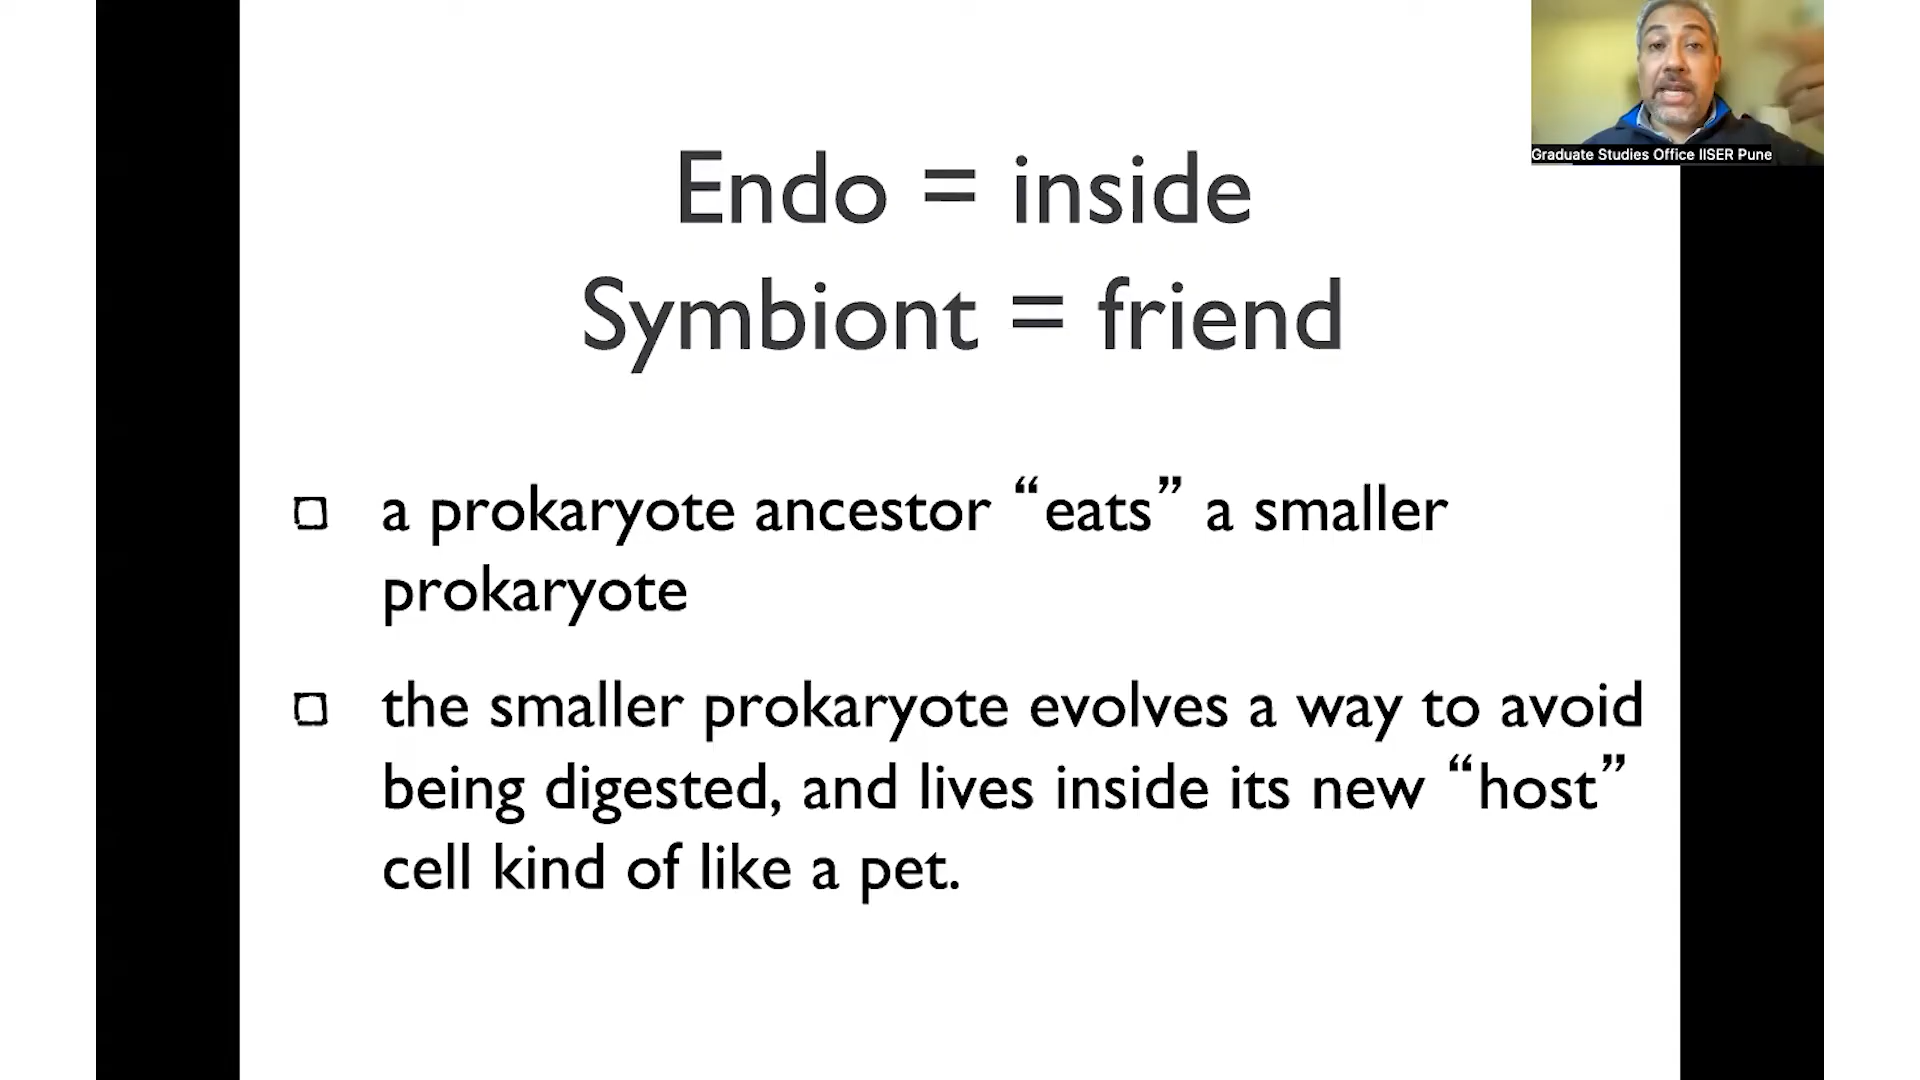 Graduate Studies Office IISER Pune
Endo = inside
Symbiont = friend
a prokaryote ancestor “eats” a smaller
prokaryote
the smaller prokaryote evolves a way to avoid
being digested, and lives inside its new “host”
cell kind of like a pet.